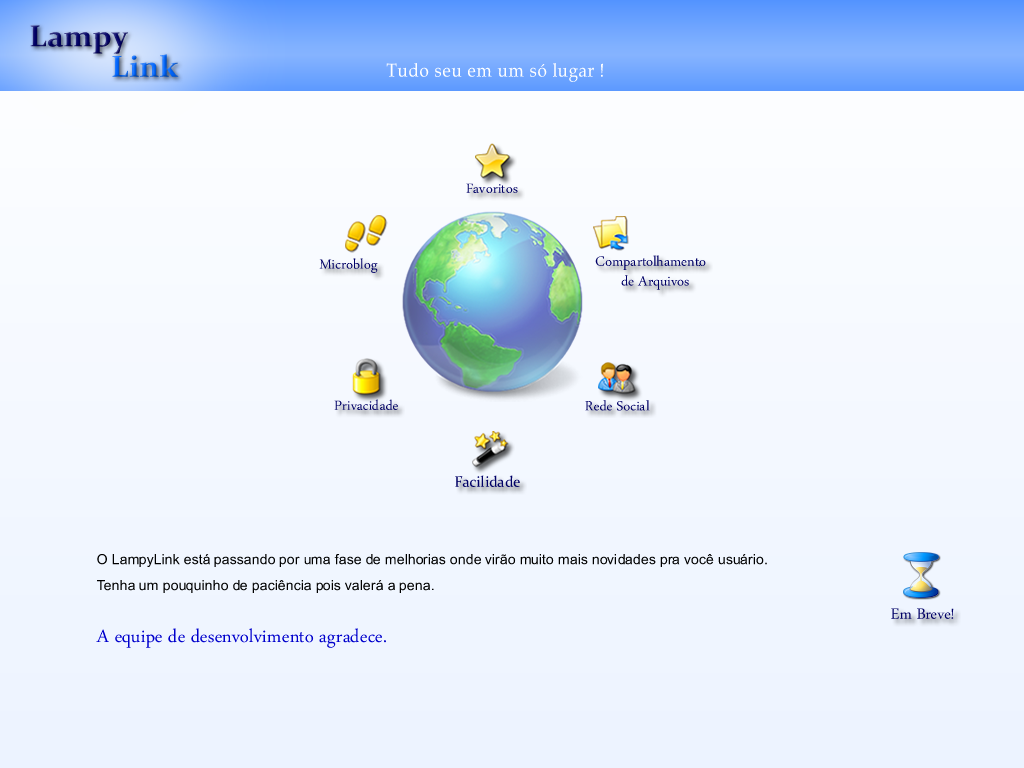 Lampy
Link
Tudo seu em um só lugar !
Favoritos
Microblog
Compartolhamento
de Arquivos
Privacidade
Rede Social
Facilidade
O LampyLink está passando por uma fase de melhorias onde virão muito mais novidades pra você usuário.
Tenha um pouquinho de paciência pois valerá a pena.
Em Breve!
A equipe de desenvolvimento agradece.